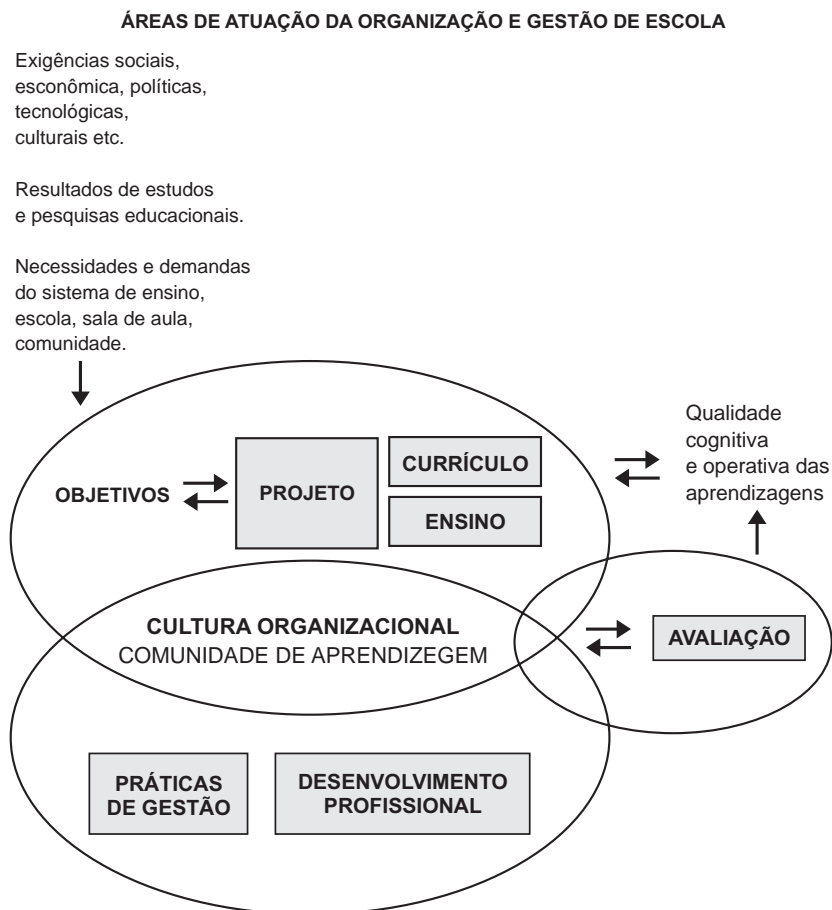 ÁREAS DE ATUAÇÃO DA ORGANIZAÇÃO E GESTÃO DE ESCOLA
Exigências sociais,
esconômica, políticas,
tecnológicas,
culturais etc.
Resultados de estudos
e pesquisas educacionais.
Necessidades e demandas
do sistema de ensino,
escola, sala de aula,
comunidade.
OBJETIVOS
PROJETO
CURRÍCULO
ENSINO
Qualidade
cognitiva
e operativa das
aprendizagens
CULTURA ORGANIZACIONAL
COMUNIDADE DE APRENDIZEGEM
AVALIAÇÃO
PRÁTICAS
DE GESTÃO
DESENVOLVIMENTO
PROFISSIONAL